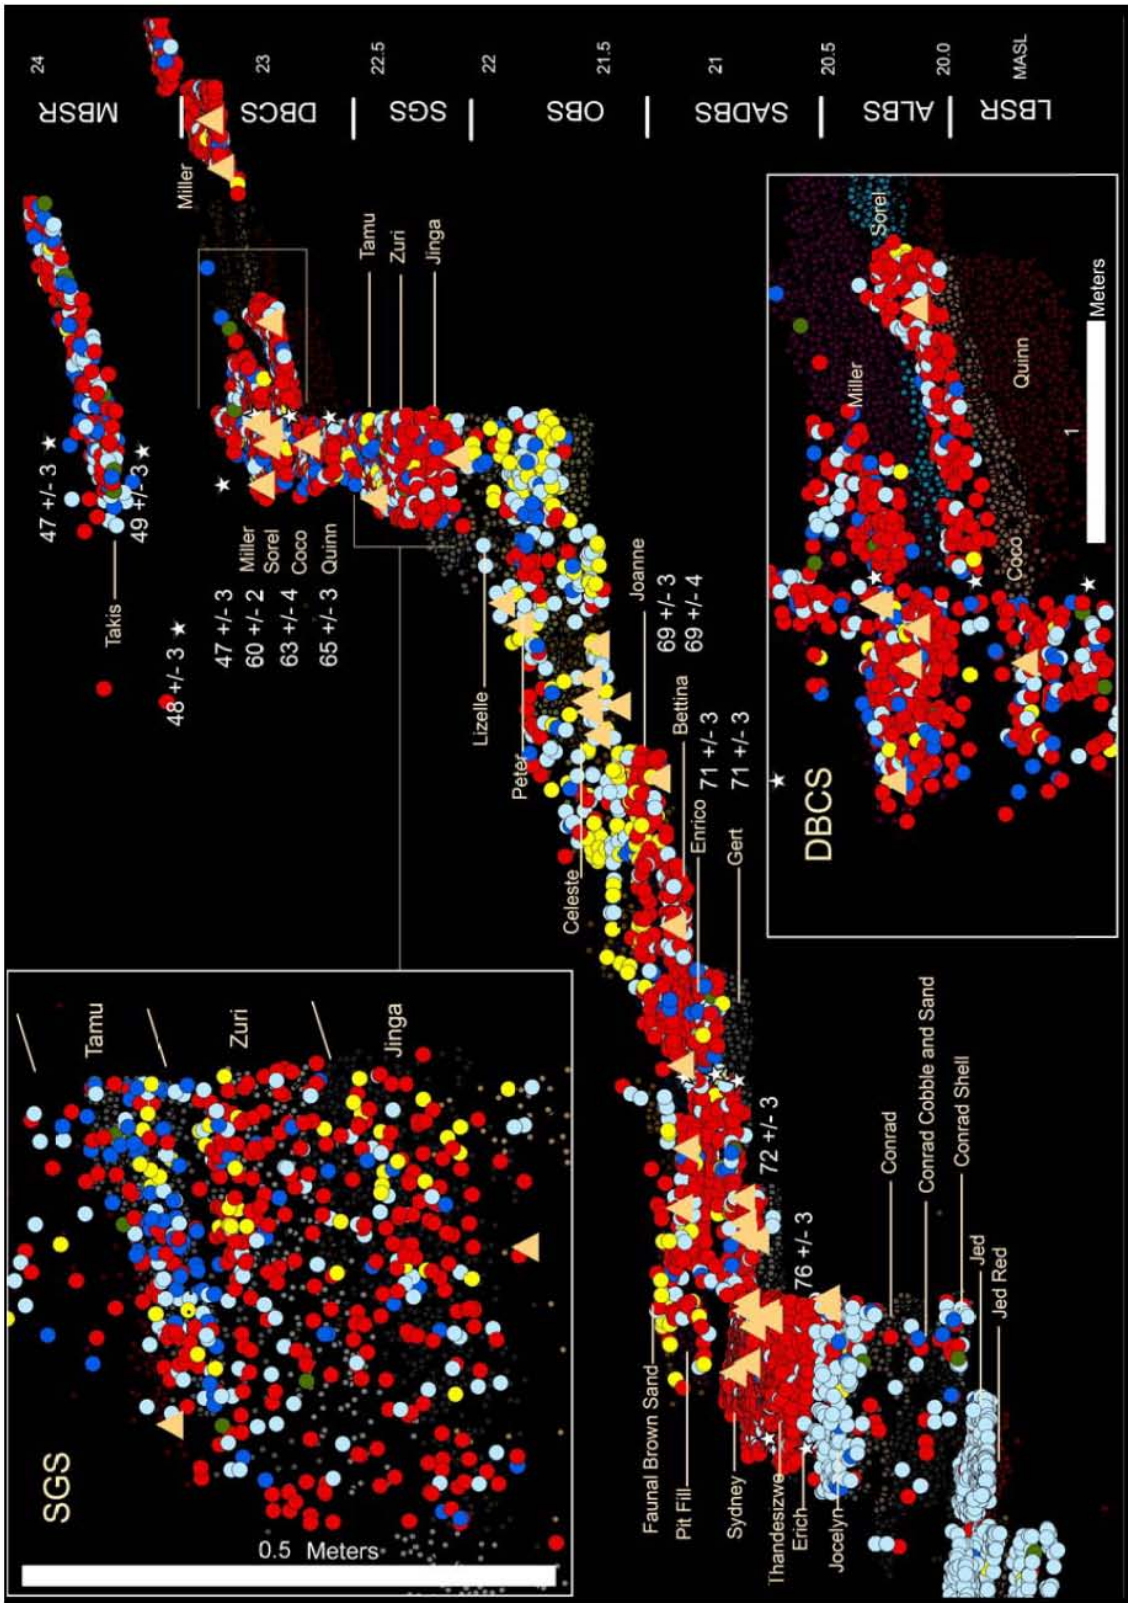 24
23
22.5
22
21.5
21
20.5
20.0
MASL
MBSR
DBCS
SGS
OBS
SADBS
ALBS
LBSR
Miller
Tamu
Zuri
Jinga
47 +/- 3
49 +/- 3
Takis
48 +/- 3
47 +/- 3
60 +/- 2
63 +/- 4
65 +/- 3
Miller
Sorel
Coco
Quinn
Lizelle
Peter
Celeste
Joanne
69 +/- 3
69 +/- 4
Bettina
71 +/- 3
71 +/- 3
Enrico
Gert
72 +/- 3
76 +/- 3
Faunal Brown Sand
Pit Fill
Sydney
Thandesizwe
Erich
Jocelyn
Conrad
Conrad Cobble and Sand
Conrad Shell
Jed
Jed Red
SGS
Tamu
Zuri
Jinga
0.5 Meters
DBCS
Miller
Sorel
Coco
Quinn
1
Meters